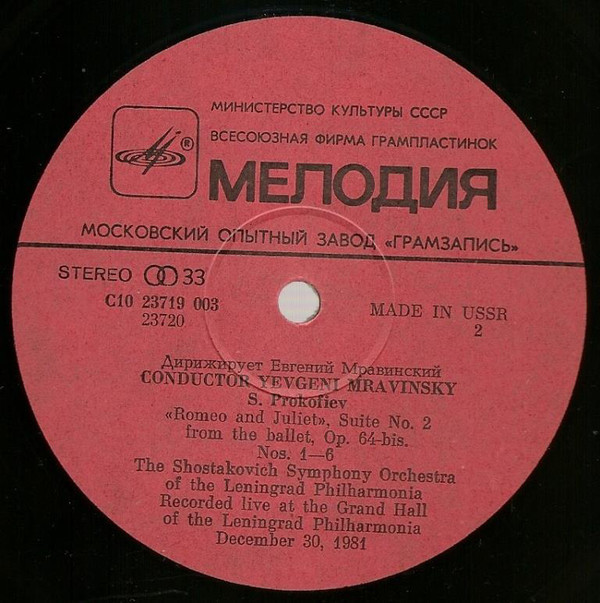 МИНИСТЕРСТВО КУЛЬТУРЫ СССР
ВСЕСОЮЗНАЯ ФИРМА ГРАМПЛАСТИНОК
®
МЕЛОДИЯ
МОСКОВСКИЙ ОПЫТНЫЙ ЗАВОД «ГРАМЗАПИСЬ»
STEREO 33
С10 23719 003
23720
MADE IN USSR
2
Дирижирует Евгений Мравинский
CONDUCTOR YEVGENI MRAVINSKY
S. Prokofiev
«Romeo and Juliet», Suite No. 2
from the ballet, Op. 64-bis.
Nos. 1—6
The Shostakovich Symphony Orchestra
of the Leningrad Philharmonia
Recorded live at the Grand Hall
of the Leningrad Philharmonia
December 30, 1981